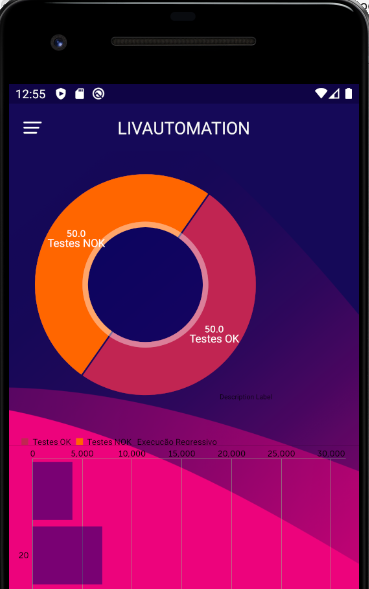 12:55
LIVAUTOMATION
50.0
Testes NOK
50.0
Testes OK
Description Label
Testes OK Testes NOK Execucão Regressivo
0 5,000 10,000 15,000 20,000 25,000 30,000
20